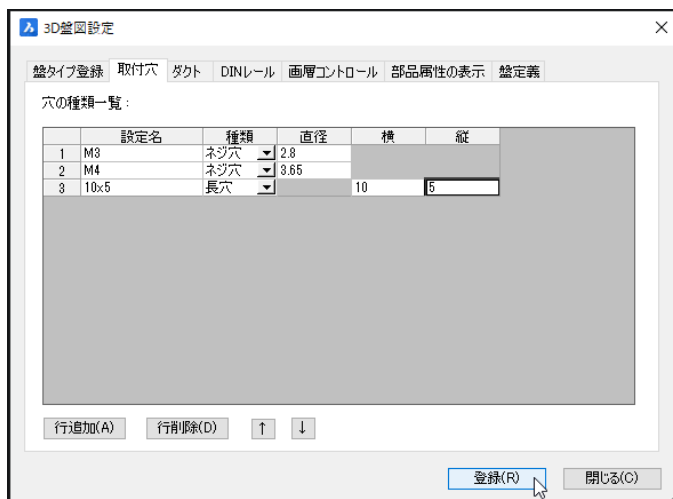 3D盤図設定
盤タイプ登録 取付穴 ダクト DINレール 画層コントロール 部品属性の表示 盤定義
穴の種類一覧：
設定名 種類 直径 横 縦
1 M3 ネジ穴 2.8
2 M4 ネジ穴 3.65
3 10x5 長穴 10 5
行追加(A) 行削除(D) ↑ ↓
登録(R) 閉じる(C)